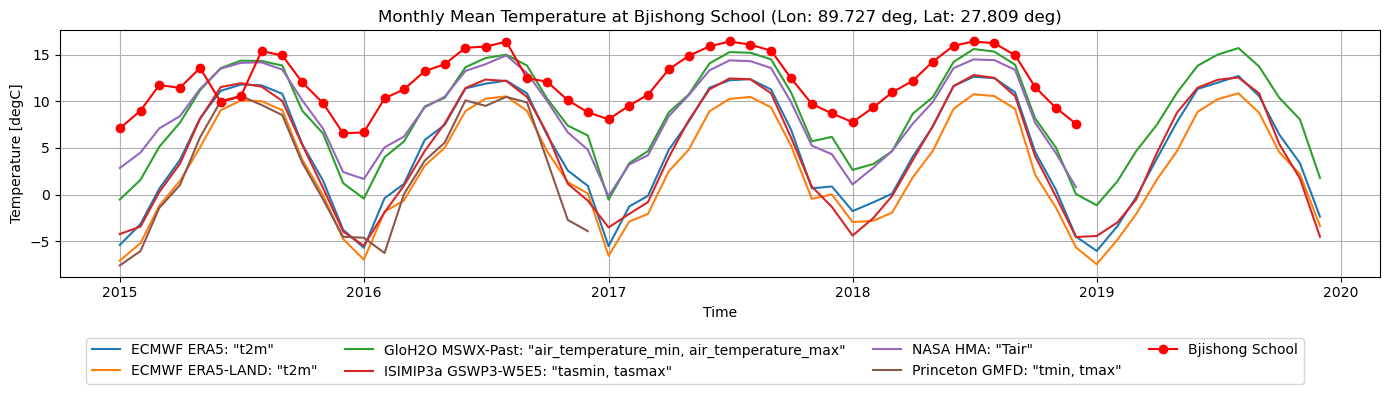 Monthly Mean Temperature at Bjishong School (Lon: 89.727 deg, Lat: 27.809 deg)
Temperature [degC]
15
10
5
0
−5
2015 2016 2017 2018 2019 2020
Time
ECMWF ERA5: "t2m" GloH2O MSWX-Past: "air_temperature_min, air_temperature_max" NASA HMA: "Tair" Bjishong School
ECMWF ERA5-LAND: "t2m" ISIMIP3a GSWP3-W5E5: "tasmin, tasmax" Princeton GMFD: "tmin, tmax"